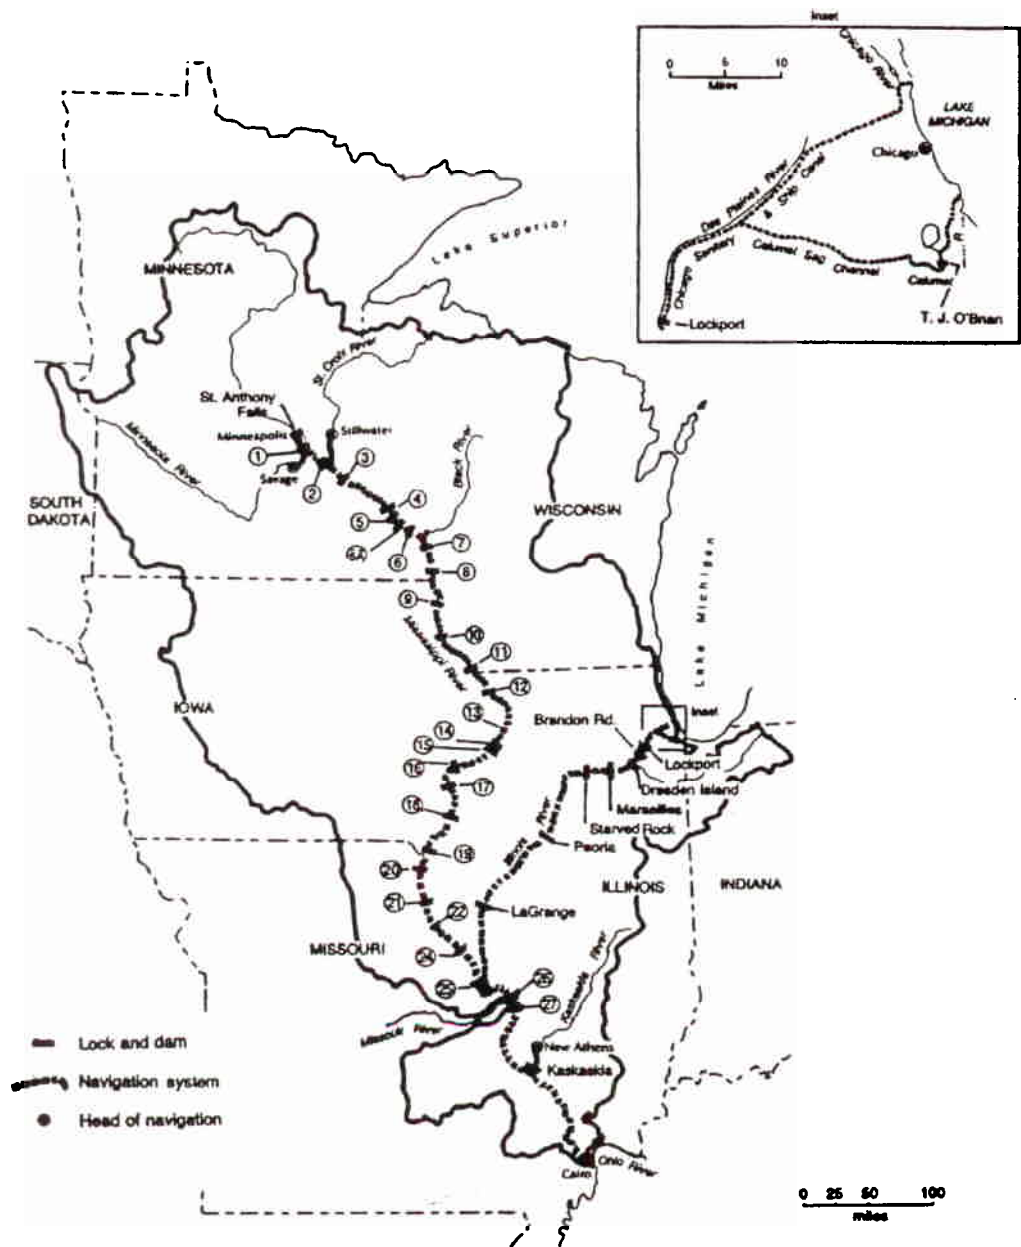 Inset
Chicago River
0 5 10
Miles
LAKE
MICHIGAN
Chicago
Des Plaines River
Chicago Sanitary & Ship Canal
Calumet Sag Channel
R.
Calumet
Lockport
T. J. O'Brian
MINNESOTA
Lake Superior
St. Croix River
St. Anthony
Falls
Minneapolis
Stillwater
1
Savage
2
3
Minnesota River
Black River
4
5
5A
6
7
8
9
10
11
12
13
14
15
16
17
18
19
20
21
22
24
25
26
27
SOUTH
DAKOTA
WISCONSIN
Lake Michigan
Mississippi River
IOWA
Inset
Brandon Rd.
Lockport
Dresden Island
Marseilles
Starved Rock
Peoria
Illinois River
ILLINOIS
INDIANA
LaGrange
MISSOURI
Kaskaskia River
Missouri River
New Athens
Kaskaskia
Lock and dam
Navigation system
Head of navigation
Cairo
Ohio River
0 25 50 100
miles